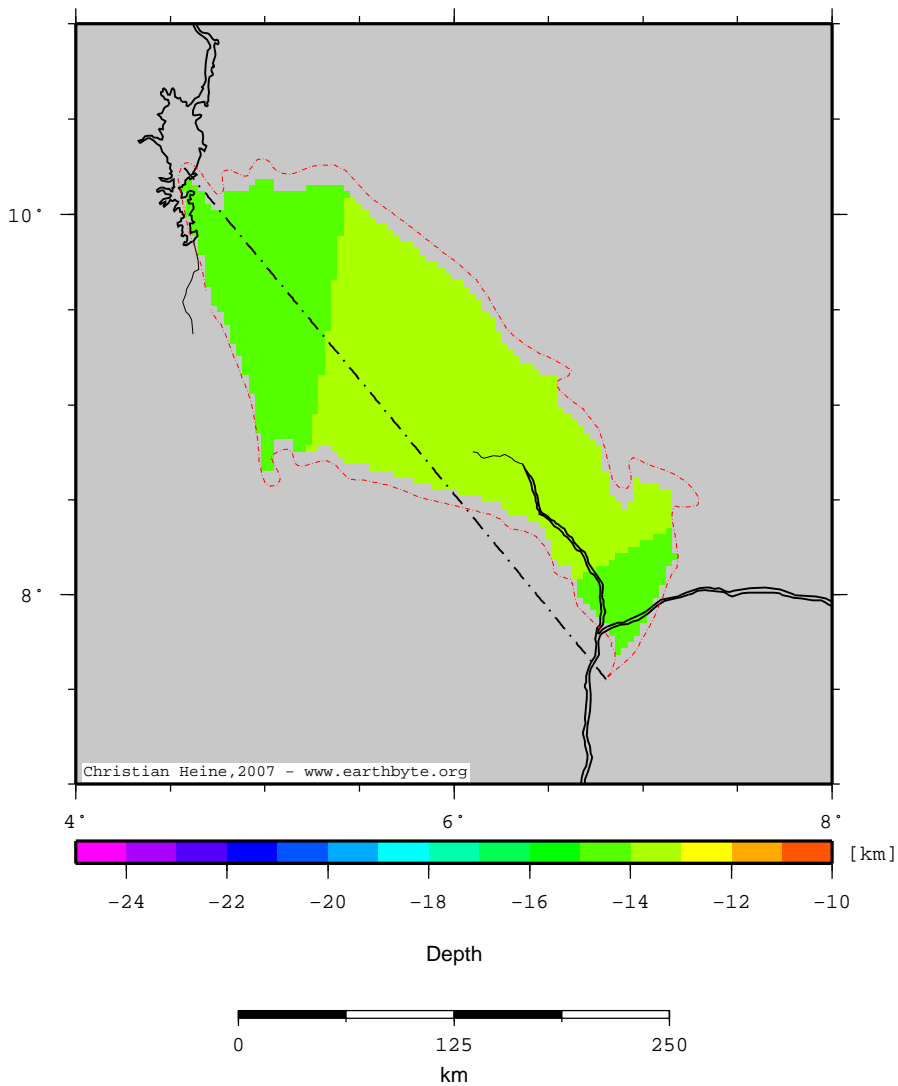 10°
8°
Christian Heine,2007 - www.earthbyte.org
4° 6° 8°
[km]
−24 −22 −20 −18 −16 −14 −12 −10
Depth
0 125 250
km